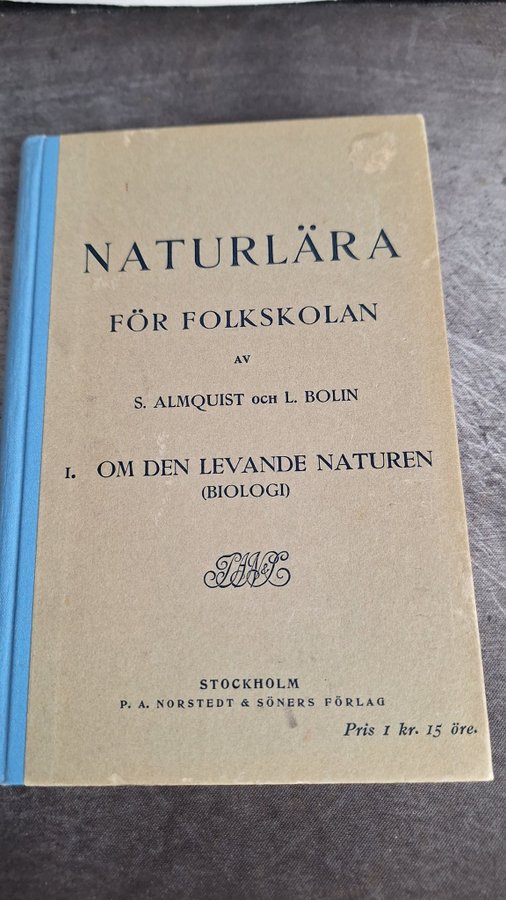 NATURLÄRA
FÖR FOLKSKOLAN
AV
S. ALMQUIST OCH L. BOLIN
I. OM DEN LEVANDE NATUREN
(BIOLOGI)
STOCKHOLM
P. A. NORSTEDT & SÖNERS FÖRLAG
Pris 1 kr. 15 öre.